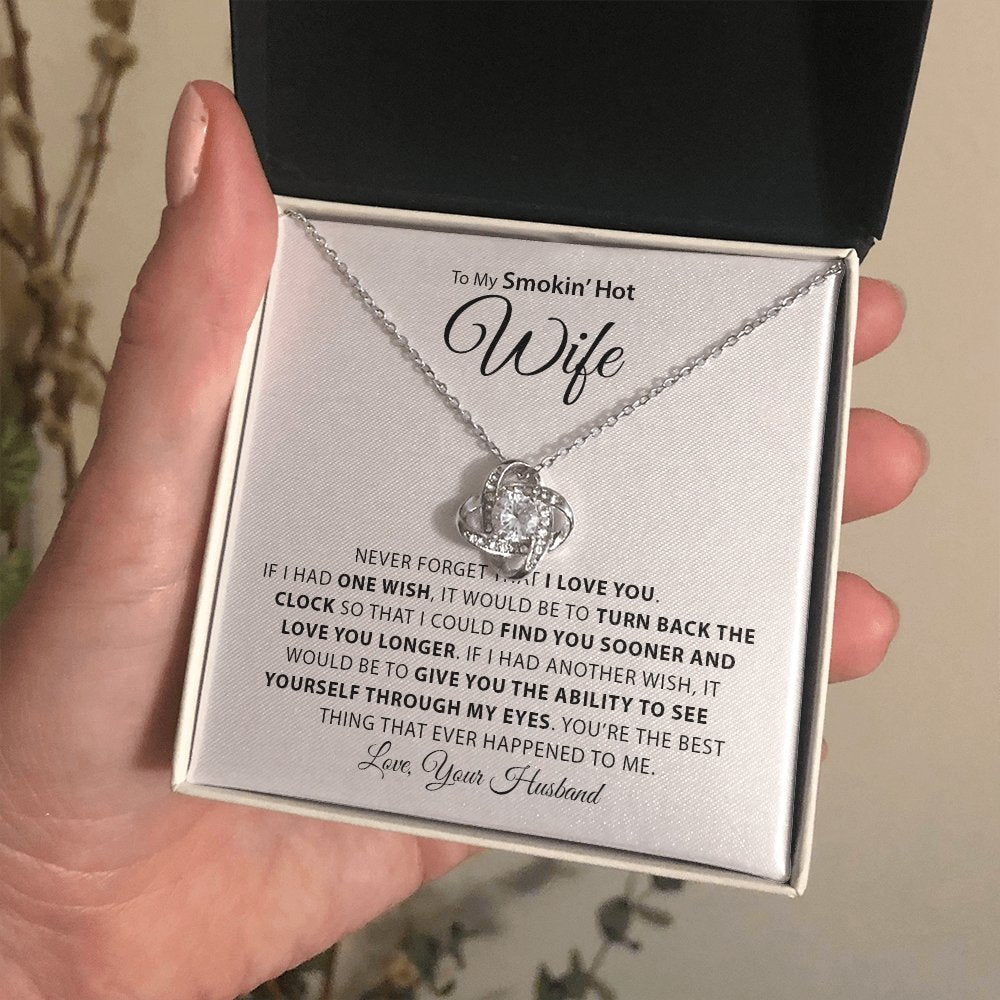 To My Smokin' Hot
Wife
NEVER FORGET THAT I LOVE YOU.
IF I HAD ONE WISH, IT WOULD BE TO TURN BACK THE
CLOCK SO THAT I COULD FIND YOU SOONER AND
LOVE YOU LONGER. IF I HAD ANOTHER WISH, IT
WOULD BE TO GIVE YOU THE ABILITY TO SEE
YOURSELF THROUGH MY EYES. YOU'RE THE BEST
THING THAT EVER HAPPENED TO ME.
Love, Your Husband